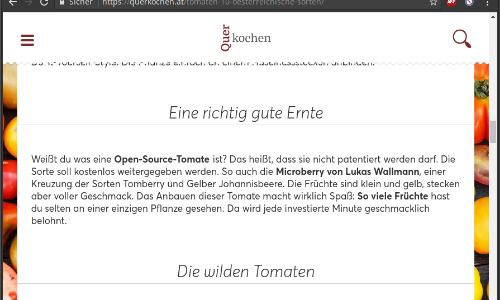 Sicher
https://querkochen.at/tomaten-10-oesterreichische-sorten/
Quer
kochen
Eine richtig gute Ernte
Weißt du was eine Open-Source-Tomate ist? Das heißt, dass sie nicht patentiert werden darf. Die
Sorte soll kostenlos weitergegeben werden. So auch die Microberry von Lukas Wallmann, einer
Kreuzung der Sorten Tomberry und Gelber Johannisbeere. Die Früchte sind klein und gelb, stecken
aber voller Geschmack. Das Anbauen dieser Tomate macht wirklich Spaß: So viele Früchte hast
du selten an einer einzigen Pflanze gesehen. Da wird jede investierte Minute geschmacklich
belohnt.
Die wilden Tomaten